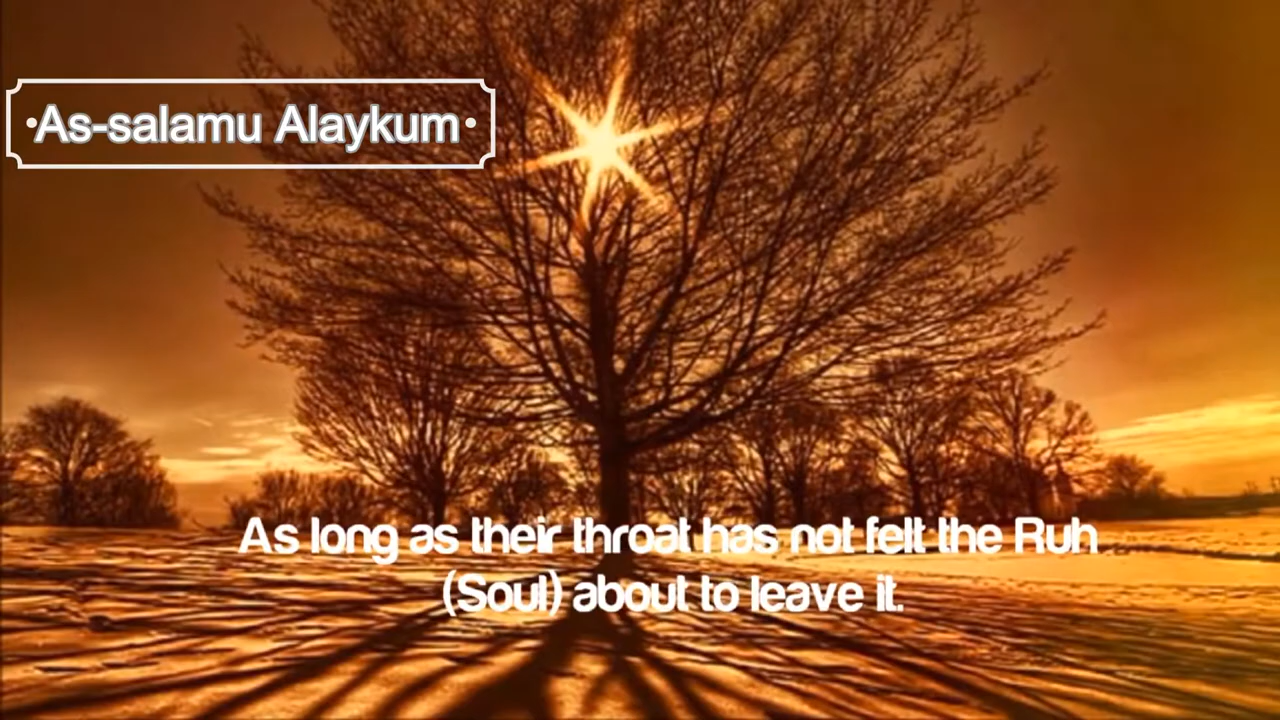 •As-salamu Alaykum•
As long as their throat has not felt the Ruh
(Soul) about to leave it.